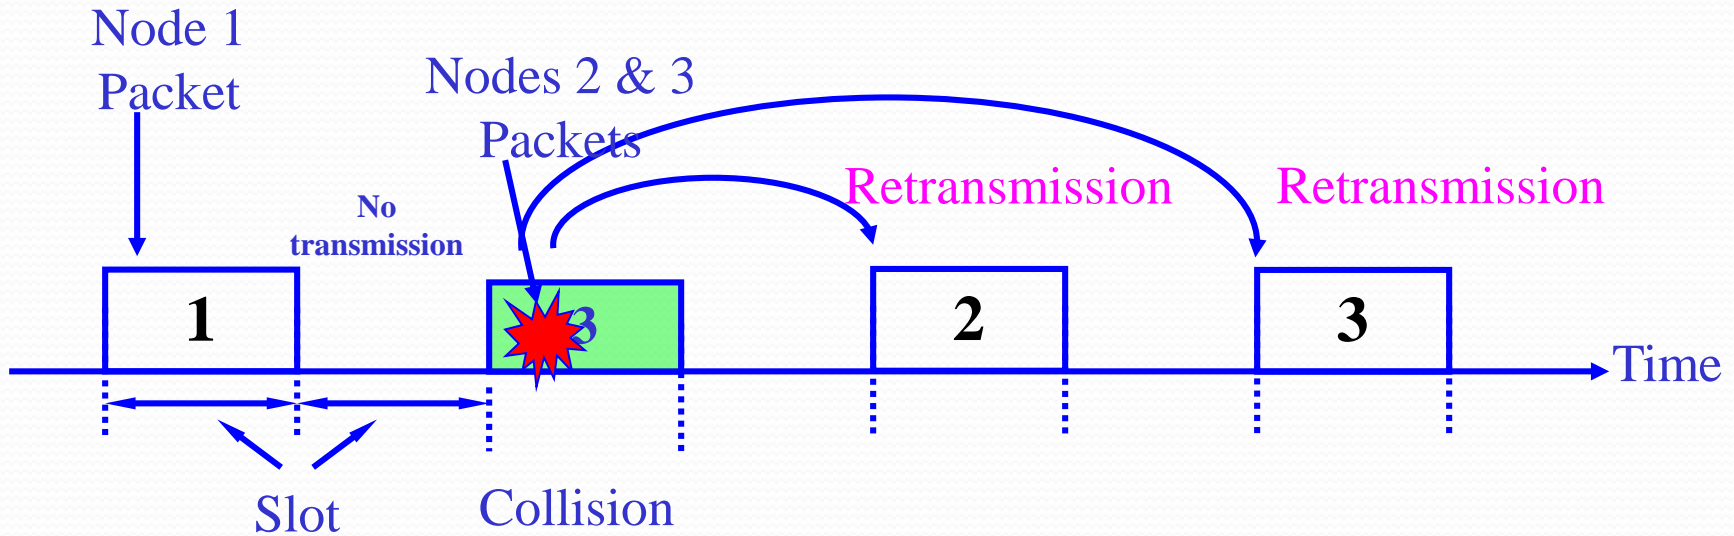 Node 1
Packet
Nodes 2 & 3
Packets
No
transmission
Retransmission
Retransmission
1
3
2
3
Time
Slot
Collision